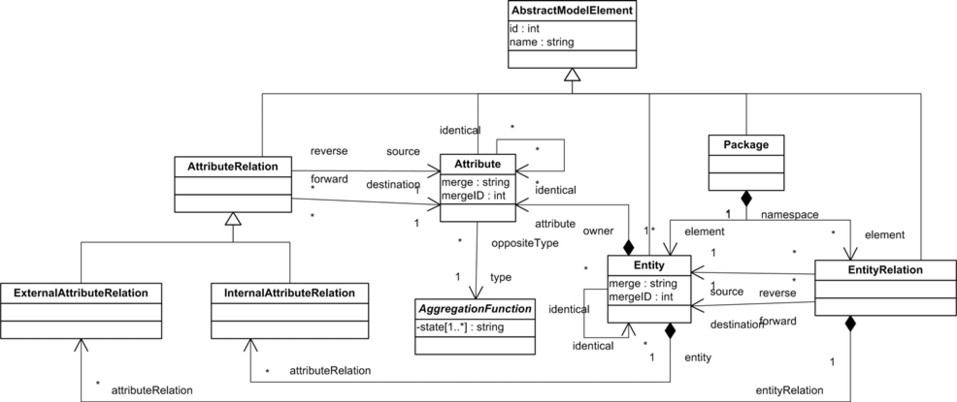 AbstractModelElement
id : int
name : string
identical
*
*
*
reverse
source
forward
destination
*
1
*
1
AttributeRelation
Attribute
merge : string
mergeID : int
identical
Package
1
namespace
1
*
element
element
*
attribute
owner
1
*
*
oppositeType
1
type
AggregationFunction
-state[1..*] : string
ExternalAttributeRelation
InternalAttributeRelation
Entity
merge : string
mergeID : int
*
identical
identical
*
1
*
1
*
source
reverse
destination
forward
EntityRelation
1
entity
*
attributeRelation
1
entityRelation
*
attributeRelation